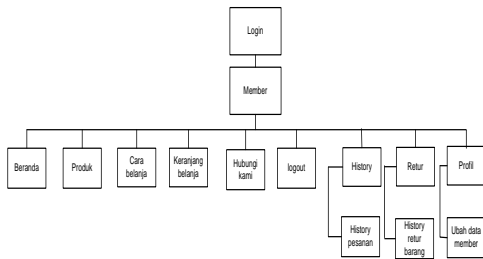 Login
Member
Beranda
Produk
Cara
belanja
Keranjang
belanja
Hubungi
kami
logout
History
Retur
Profil
History
pesanan
History
retur
barang
Ubah data
member